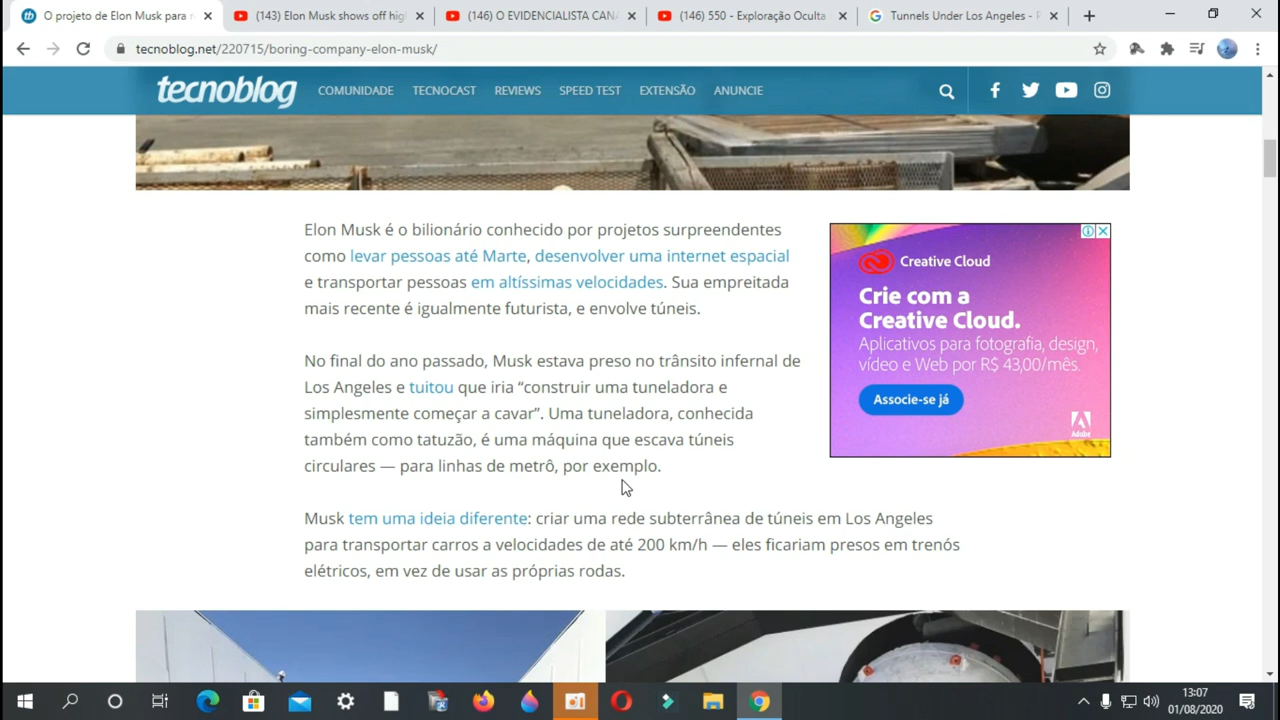 O projeto de Elon Musk para r
(143) Elon Musk shows off hig
(146) O EVIDENCIALISTA CANA
(146) 550 - Exploração Oculta
Tunnels Under Los Angeles - P
tecnoblog.net/220715/boring-company-elon-musk/
tecnoblog COMUNIDADE TECNOCAST REVIEWS SPEED TEST EXTENSÃO ANUNCIE
Elon Musk é o bilionário conhecido por projetos surpreendentes
como levar pessoas até Marte, desenvolver uma internet espacial
e transportar pessoas em altíssimas velocidades. Sua empreitada
mais recente é igualmente futurista, e envolve túneis.
No final do ano passado, Musk estava preso no trânsito infernal de
Los Angeles e tuitou que iria “construir uma tuneladora e
simplesmente começar a cavar”. Uma tuneladora, conhecida
também como tatuzão, é uma máquina que escava túneis
circulares — para linhas de metrô, por exemplo.
Creative Cloud
Crie com a
Creative Cloud.
Aplicativos para fotografia, design,
vídeo e Web por R$ 43,00/mês.
Associe-se já
Adobe
Musk tem uma ideia diferente: criar uma rede subterrânea de túneis em Los Angeles
para transportar carros a velocidades de até 200 km/h — eles ficariam presos em trenós
elétricos, em vez de usar as próprias rodas.
13:07
01/08/2020